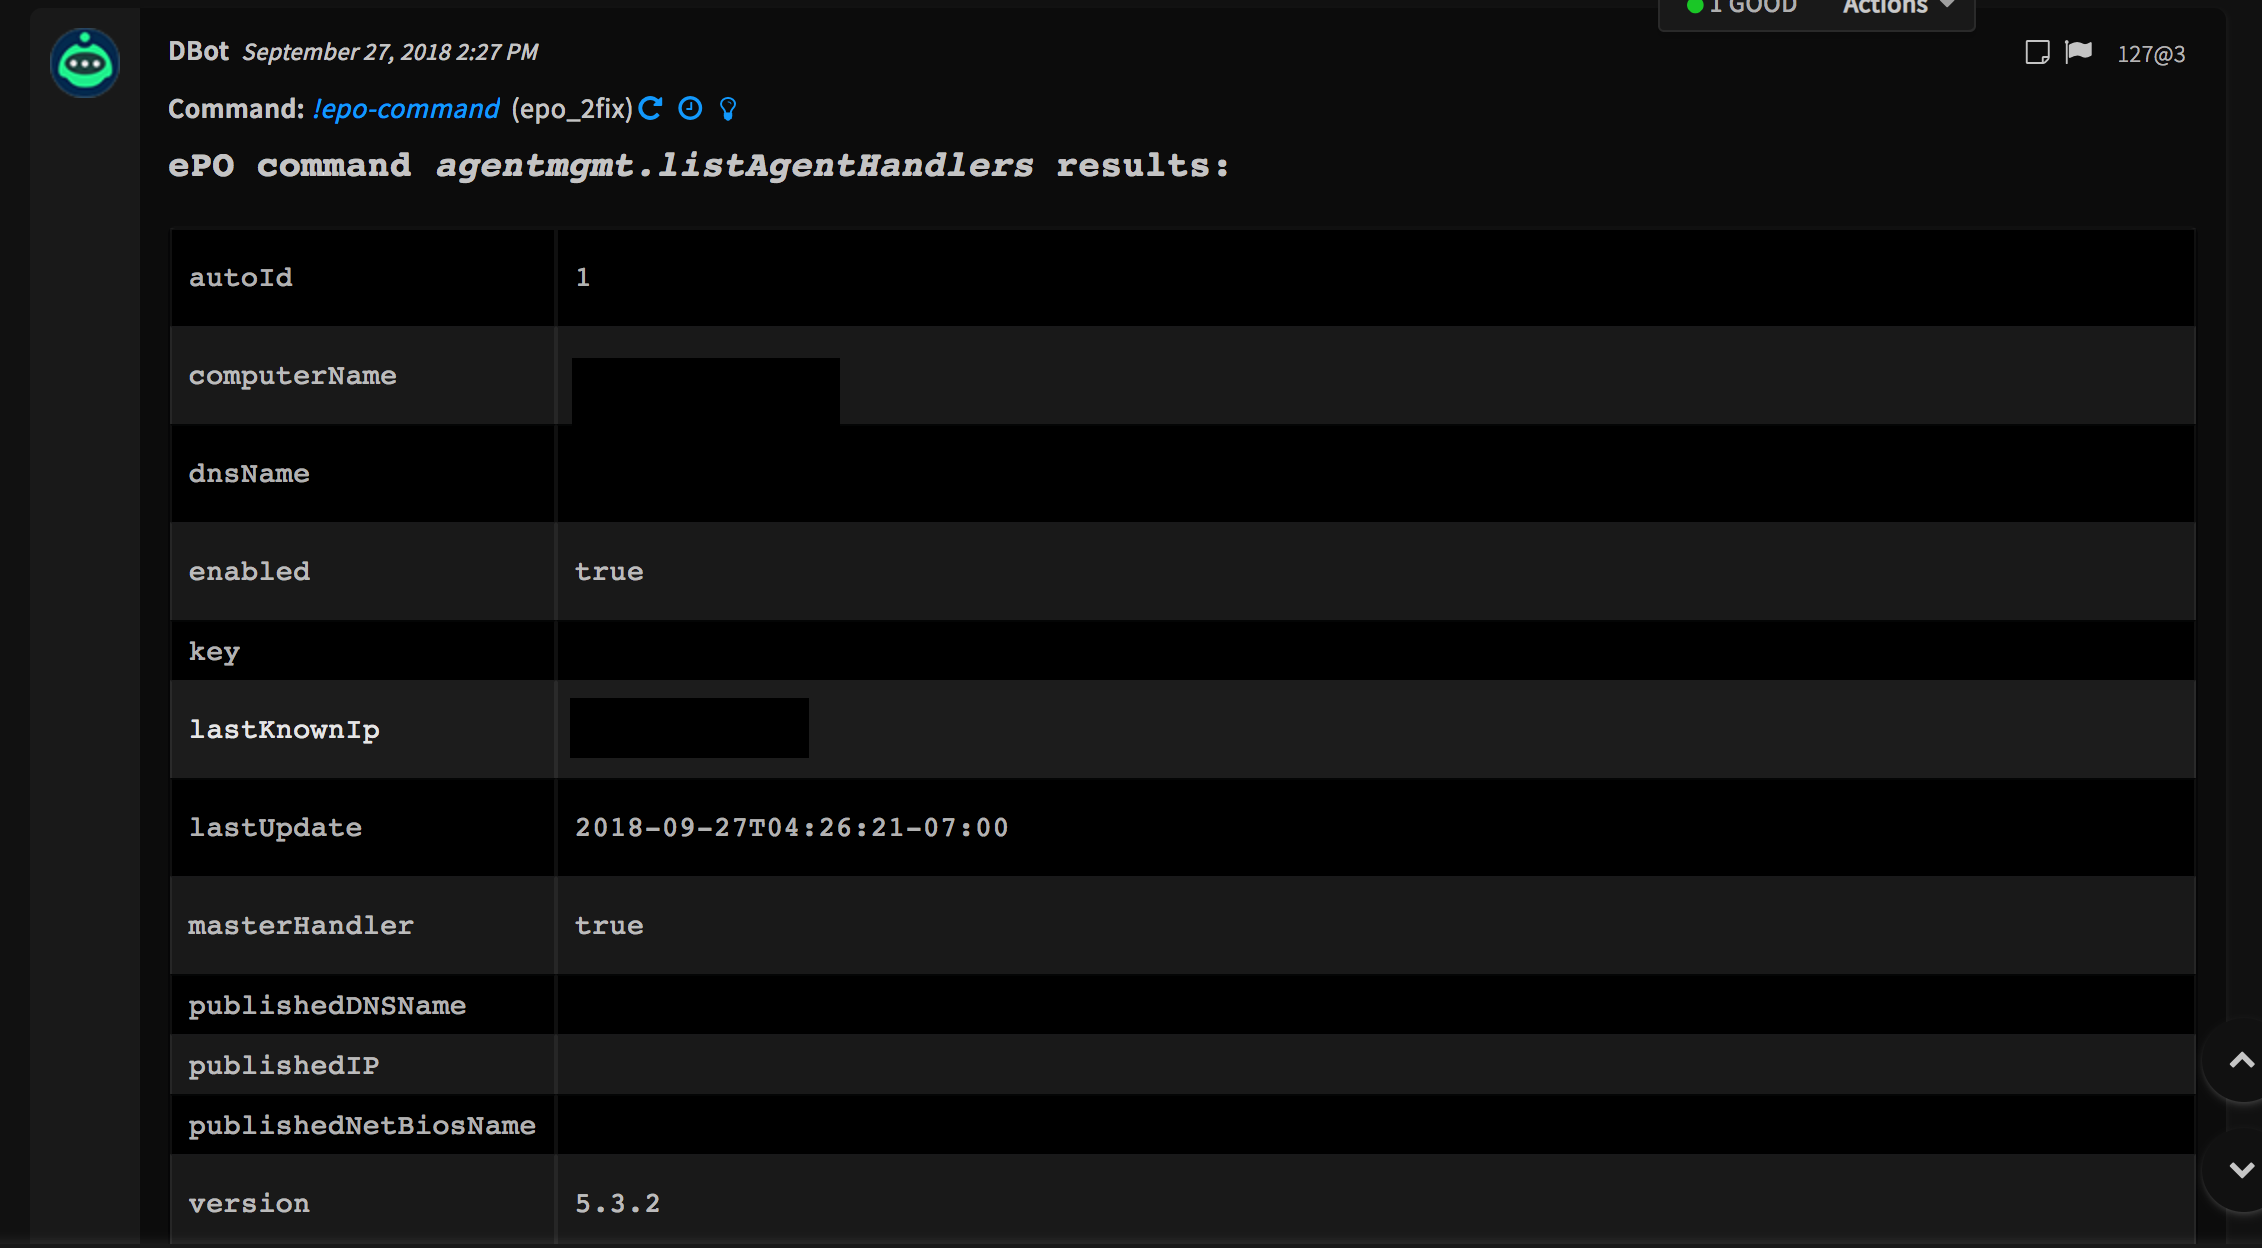 1 GOOD Actions
DBot September 27, 2018 2:27 PM 127@3
Command: !epo-command (epo_2fix)
ePO command agentmgmt.listAgentHandlers results:
autoId 1
computerName
dnsName
enabled true
key
lastKnownIp
lastUpdate 2018-09-27T04:26:21-07:00
masterHandler true
publishedDNSName
publishedIP
publishedNetBiosName
version 5.3.2